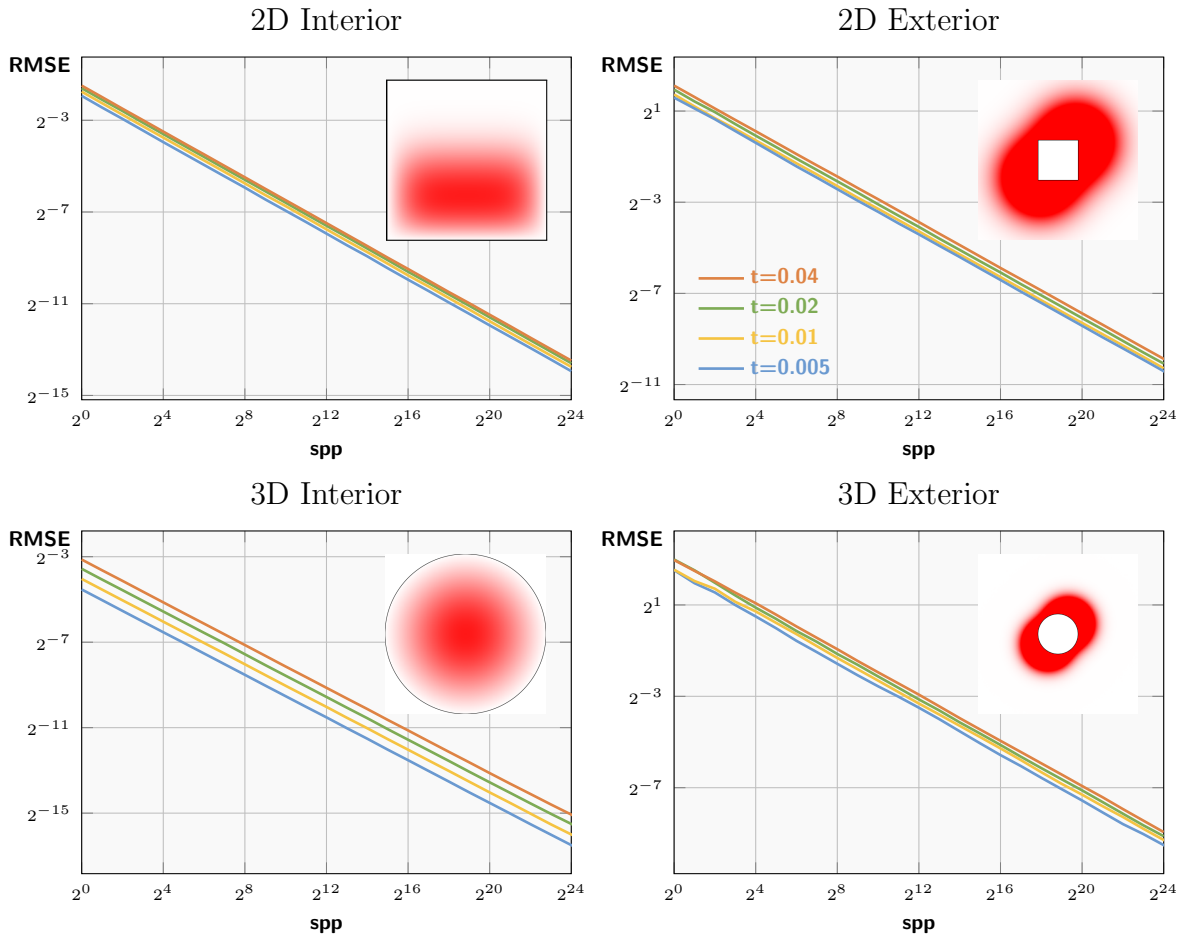 2D Interior
RMSE
2^-3
2^-7
2^-11
2^-15
2^0 2^4 2^8 2^12 2^16 2^20 2^24
spp
2D Exterior
RMSE
2^1
2^-3
2^-7
2^-11
t=0.04
t=0.02
t=0.01
t=0.005
2^0 2^4 2^8 2^12 2^16 2^20 2^24
spp
3D Interior
RMSE
2^-3
2^-7
2^-11
2^-15
2^0 2^4 2^8 2^12 2^16 2^20 2^24
spp
3D Exterior
RMSE
2^1
2^-3
2^-7
2^0 2^4 2^8 2^12 2^16 2^20 2^24
spp